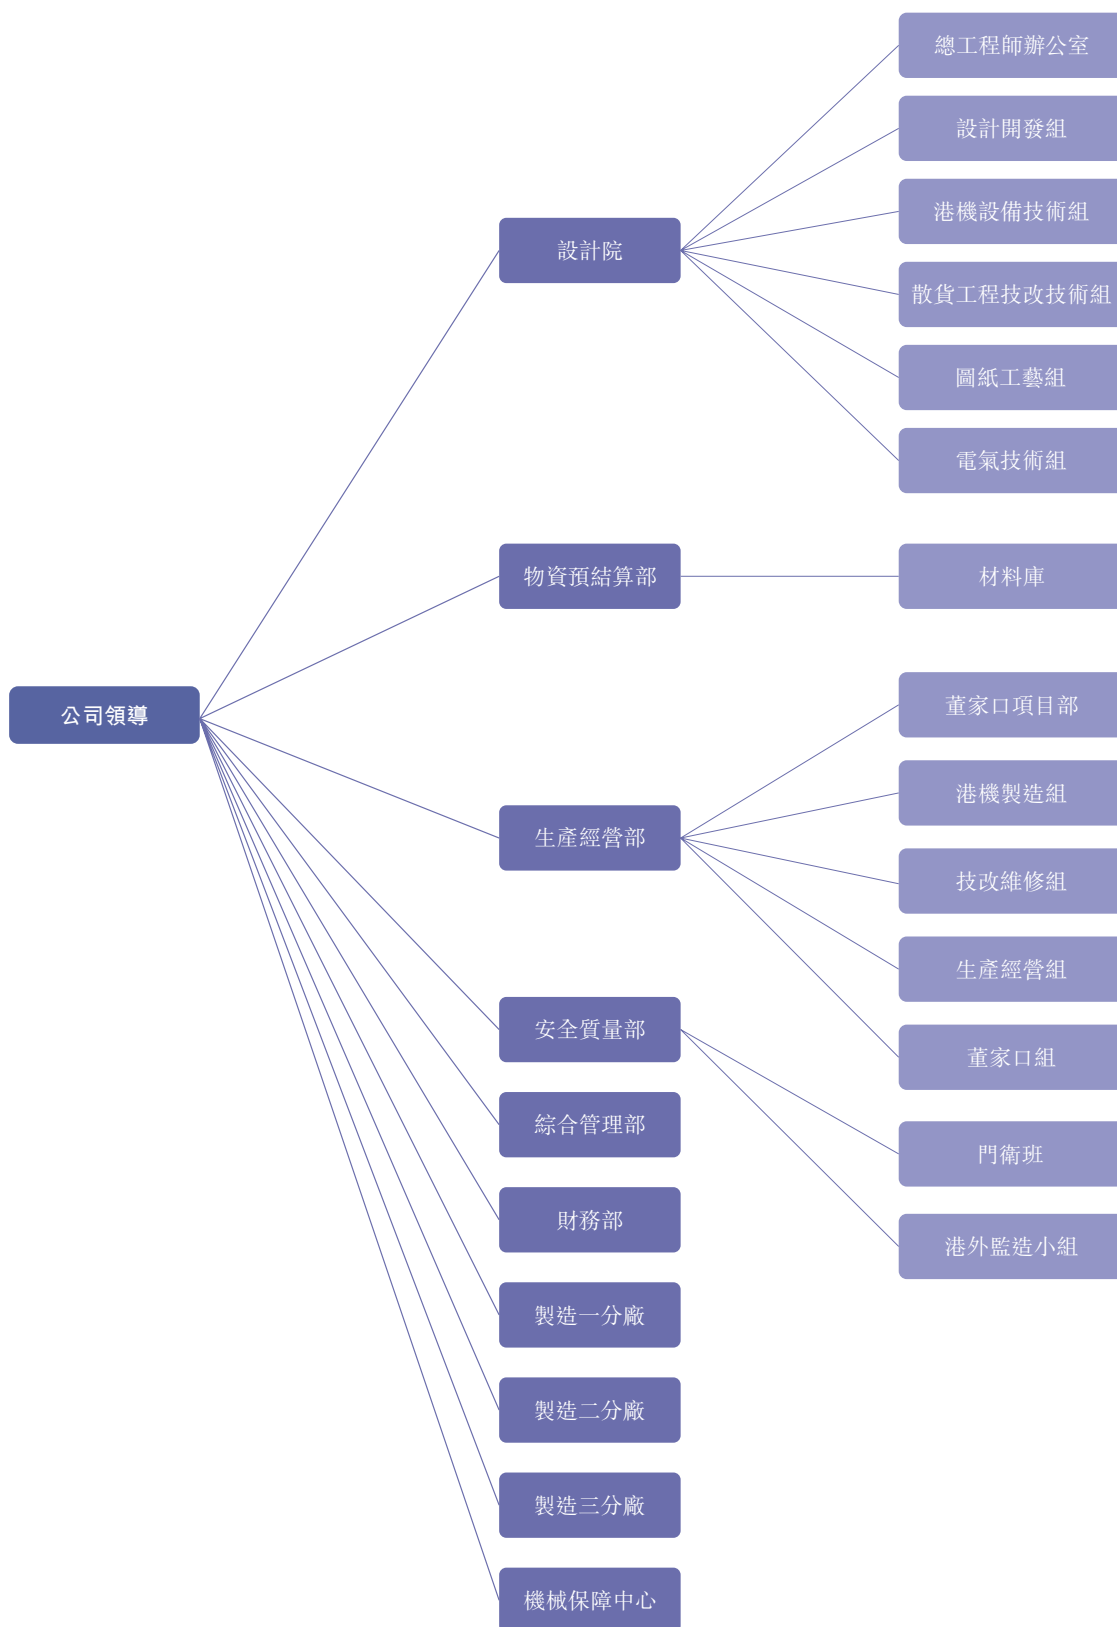 公司領導
設計院
總工程師辦公室
設計開發組
港機設備技術組
散貨工程技改技術組
圖紙工藝組
電氣技術組
物資預結算部
材料庫
生產經營部
董家口項目部
港機製造組
技改維修組
生產經營組
董家口組
安全質量部
門衛班
港外監造小組
綜合管理部
財務部
製造一分廠
製造二分廠
製造三分廠
機械保障中心